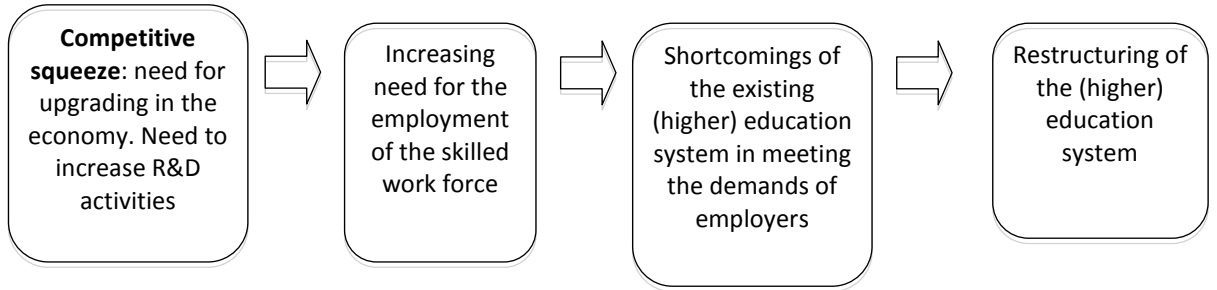 Competitive
squeeze: need for
upgrading in the
economy. Need to
increase R&D
activities
Increasing
need for the
employment
of the skilled
work force
Shortcomings of
the existing
(higher) education
system in meeting
the demands of
employers
Restructuring of
the (higher)
education
system